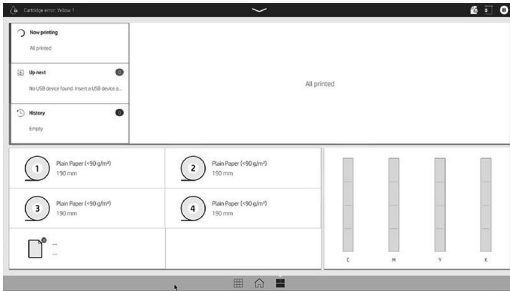 Cartridge error: Yellow 1
Now printing
All printed
Up next
No USB device found. Insert a USB device a...
History
Empty
All printed
1
Plain Paper (<90 g/m²)
190 mm
2
Plain Paper (<90 g/m²)
190 mm
3
Plain Paper (<90 g/m²)
190 mm
4
Plain Paper (<90 g/m²)
190 mm
C
M
Y
K